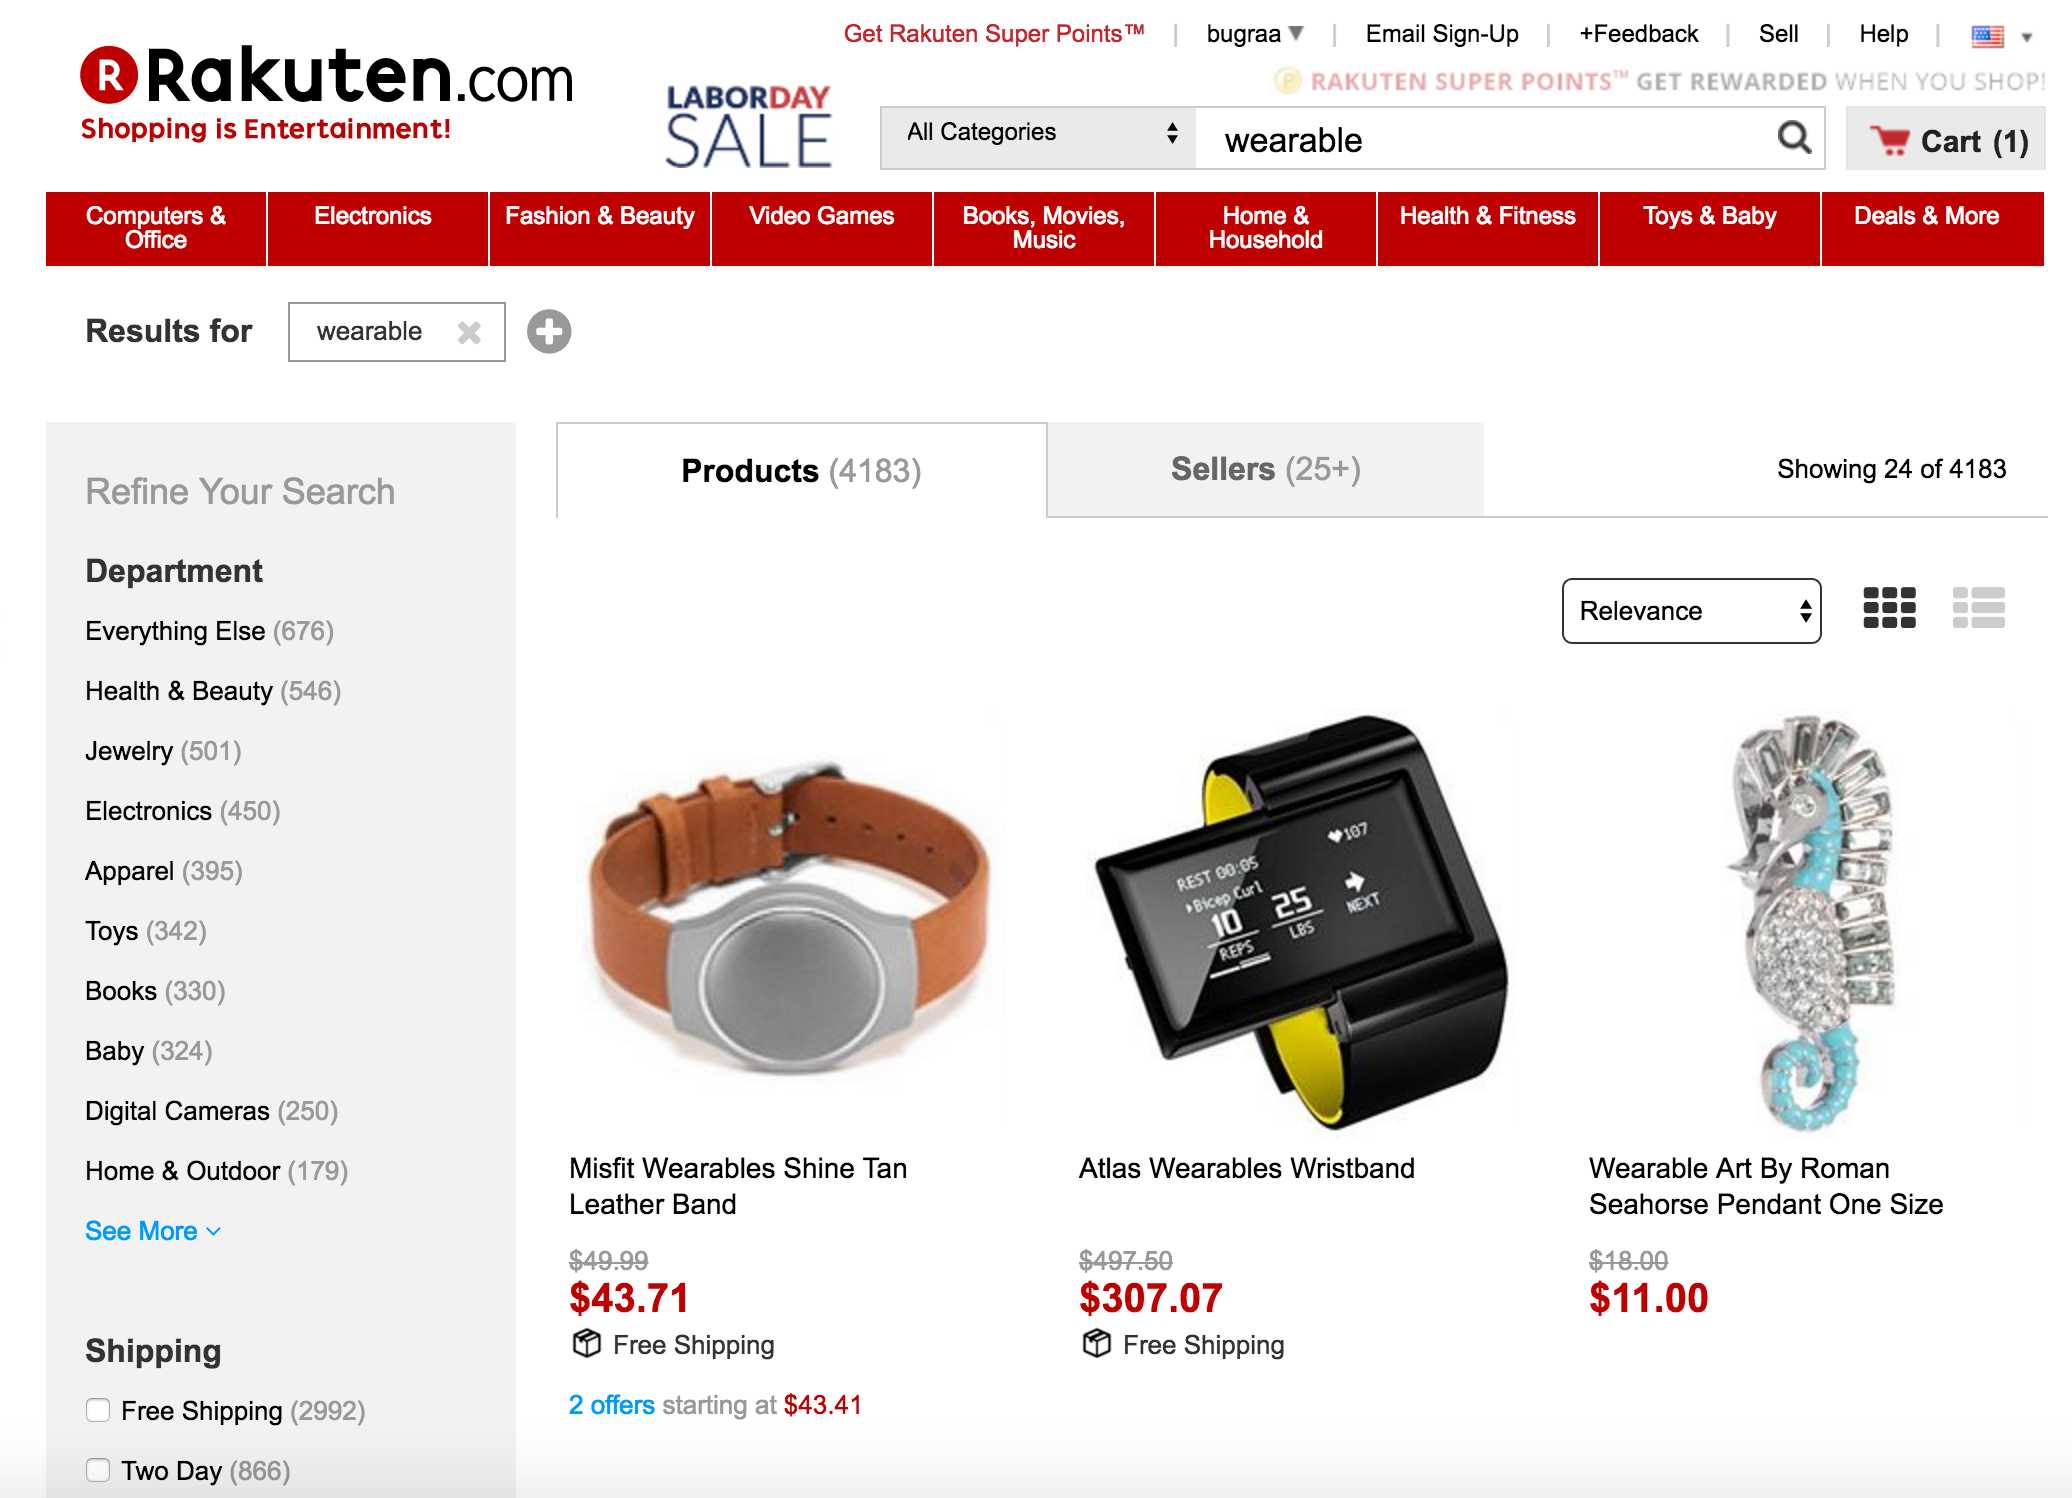 Get Rakuten Super Points™ | bugraa ▼ | Email Sign-Up | +Feedback | Sell | Help |
R Rakuten.com
Shopping is Entertainment!
RAKUTEN SUPER POINTS™ GET REWARDED WHEN YOU SHOP!
LABORDAY
SALE
All Categories
wearable
Cart (1)
Computers &
Office
Electronics
Fashion & Beauty
Video Games
Books, Movies,
Music
Home &
Household
Health & Fitness
Toys & Baby
Deals & More
Results for
wearable
Refine Your Search
Department
Everything Else (676)
Health & Beauty (546)
Jewelry (501)
Electronics (450)
Apparel (395)
Toys (342)
Books (330)
Baby (324)
Digital Cameras (250)
Home & Outdoor (179)
See More
Shipping
Free Shipping (2992)
Two Day (866)
Products (4183)
Sellers (25+)
Showing 24 of 4183
Relevance
Misfit Wearables Shine Tan
Leather Band
$49.99
$43.71
Free Shipping
2 offers starting at $43.41
107
REST 00:05
Bicep Curl
10
REPS
25
LBS
NEXT
Atlas Wearables Wristband
$497.50
$307.07
Free Shipping
Wearable Art By Roman
Seahorse Pendant One Size
$18.00
$11.00